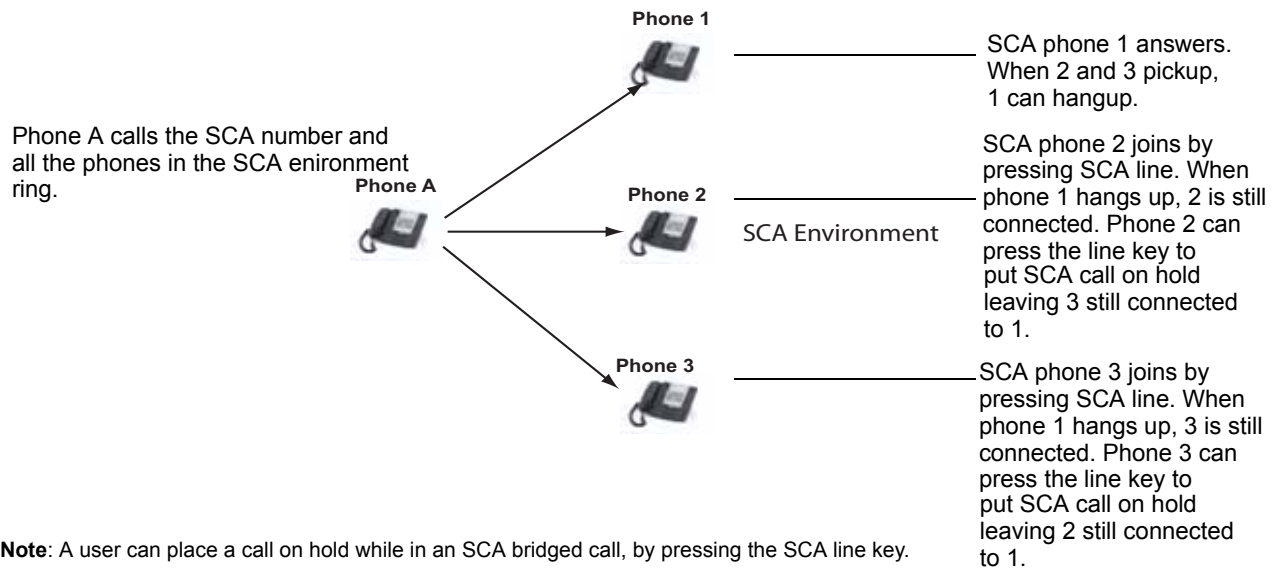 Phone A calls the SCA number and
all the phones in the SCA enironment
ring.
Phone A
Phone 1
SCA phone 1 answers.
When 2 and 3 pickup,
1 can hangup.
Phone 2
SCA Environment
SCA phone 2 joins by
pressing SCA line. When
phone 1 hangs up, 2 is still
connected. Phone 2 can
press the line key to
put SCA call on hold
leaving 3 still connected
to 1.
Phone 3
SCA phone 3 joins by
pressing SCA line. When
phone 1 hangs up, 3 is still
connected. Phone 3 can
press the line key to
put SCA call on hold
leaving 2 still connected
to 1.
Note: A user can place a call on hold while in an SCA bridged call, by pressing the SCA line key.